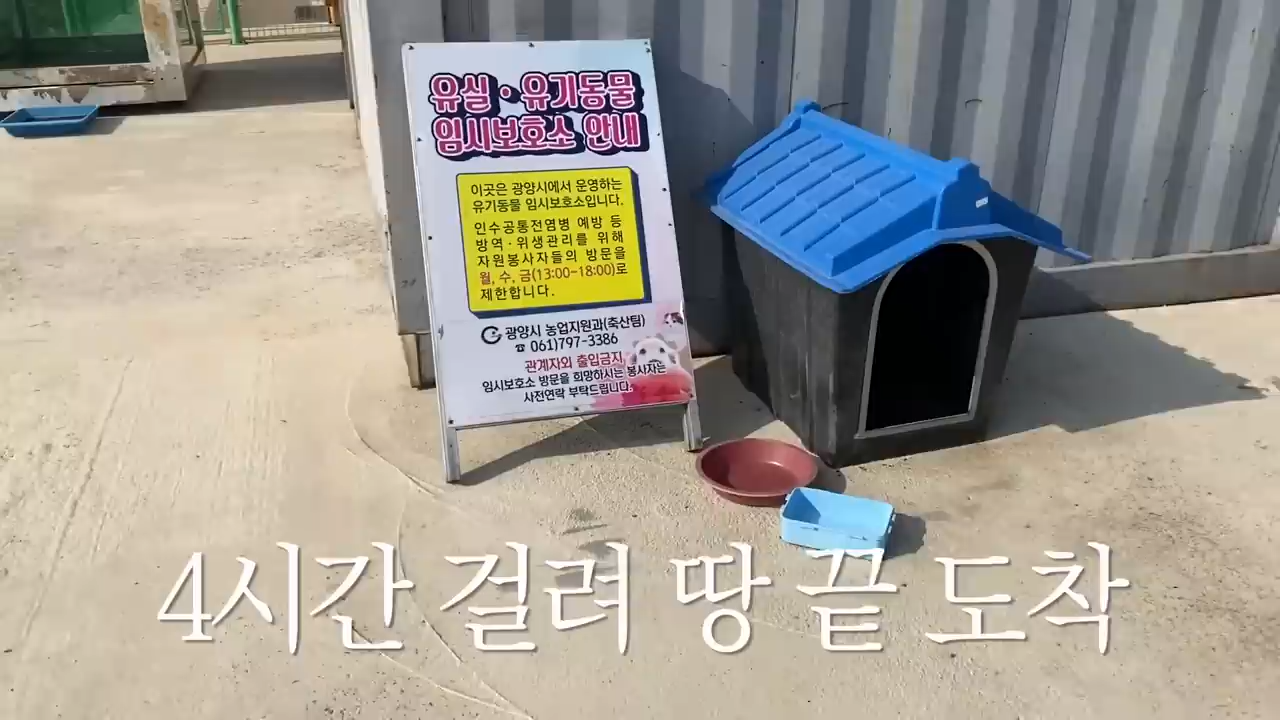 유실·유기동물
임시보호소 안내
이곳은 광양시에서 운영하는
유기동물 임시보호소입니다.
인수공통전염병 예방 등
방역·위생관리를 위해
자원봉사자들의 방문을
월, 수, 금(13:00-18:00)로
제한합니다.
광양시 농업지원과(축산팀)
☎ 061)797-3386
관계자외 출입금지
임시보호소 방문을 희망하시는 봉사자는
사전연락 부탁드립니다.
4시간 걸려 땅 끝 도착